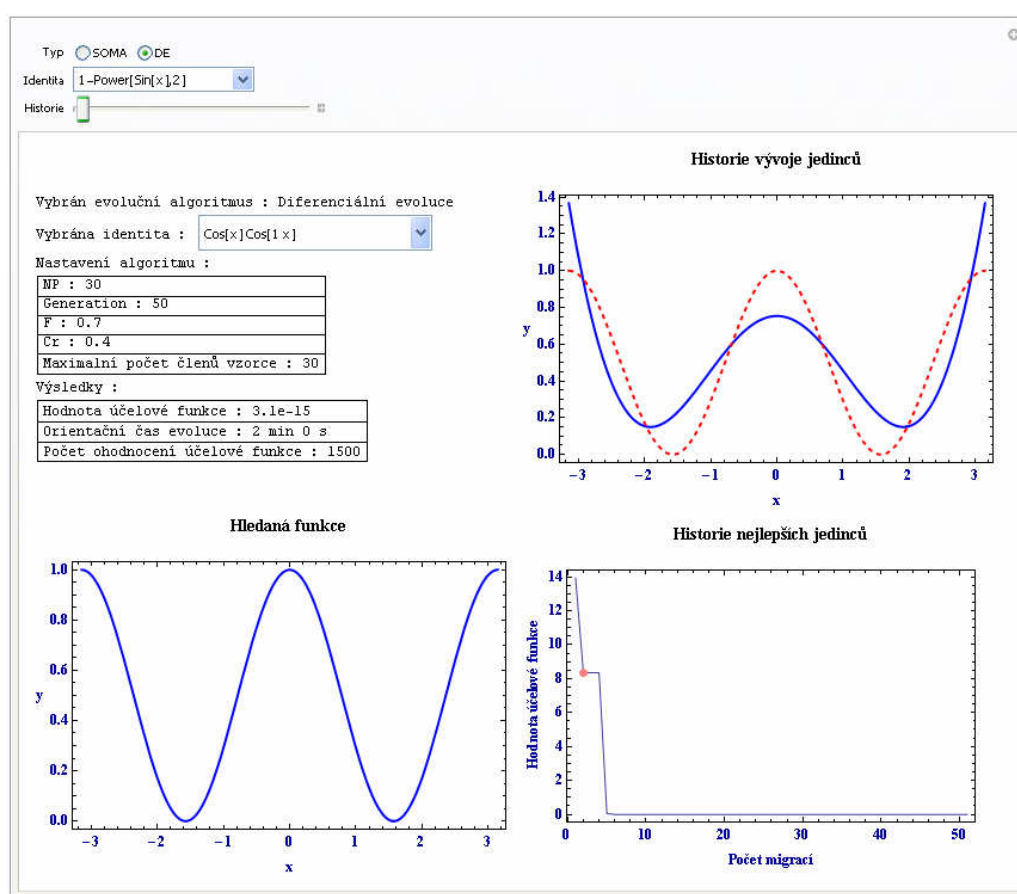 Typ SOMA DE
Identita 1-Power[Sin[x],2]
Historie
Vybrán evoluční algoritmus : Diferenciální evoluce
Vybrána identita : Cos[x]Cos[1 x]
Nastavení algoritmu :
NP : 30
Generation : 50
F : 0.7
Cr : 0.4
Maximalní počet členů vzorce : 30
Výsledky :
Hodnota účelové funkce : 3.1e-15
Orientační čas evoluce : 2 min 0 s
Počet ohodnocení účelové funkce : 1500
Historie vývoje jedinců
1.4
1.2
1.0
0.8
y
0.6
0.4
0.2
0.0
-3 -2 -1 0 1 2 3
x
Hledaná funkce
1.0
0.8
0.6
y
0.4
0.2
0.0
-3 -2 -1 0 1 2 3
x
Historie nejlepších jedinců
Hodnota účelové funkce
14
12
10
8
6
4
2
0
0 10 20 30 40 50
Počet migrací